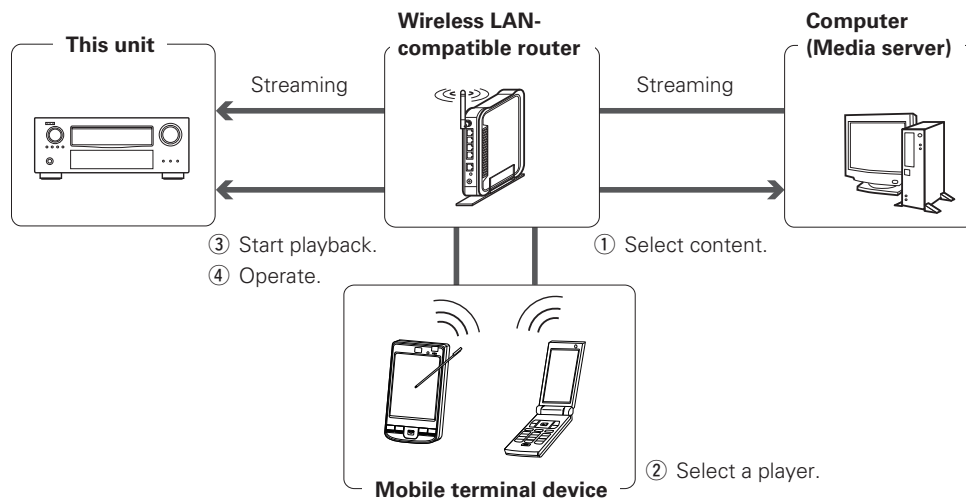 This unit
Wireless LAN-
compatible router
Computer
(Media server)
Streaming
Streaming
③ Start playback.
④ Operate.
① Select content.
② Select a player.
Mobile terminal device